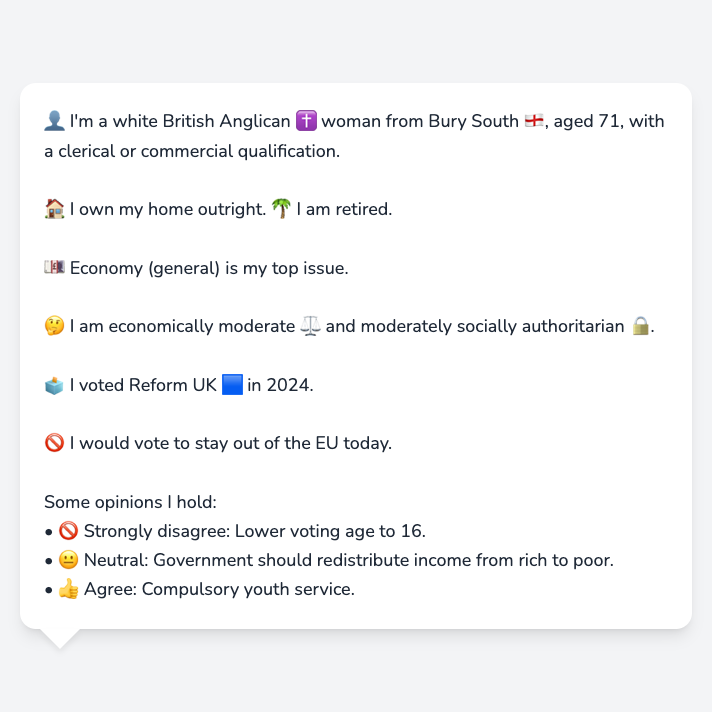 👤 I'm a white British Anglican ✝️ woman from Bury South 🏴󠁧󠁢󠁥󠁮󠁧󠁿, aged 71, with
a clerical or commercial qualification.
🏠 I own my home outright. 🌴 I am retired.
💷 Economy (general) is my top issue.
🤔 I am economically moderate ⚖️ and moderately socially authoritarian 🔒.
🗳️ I voted Reform UK 🟦 in 2024.
🚫 I would vote to stay out of the EU today.
Some opinions I hold:
• 🚫 Strongly disagree: Lower voting age to 16.
• 😐 Neutral: Government should redistribute income from rich to poor.
• 👍 Agree: Compulsory youth service.